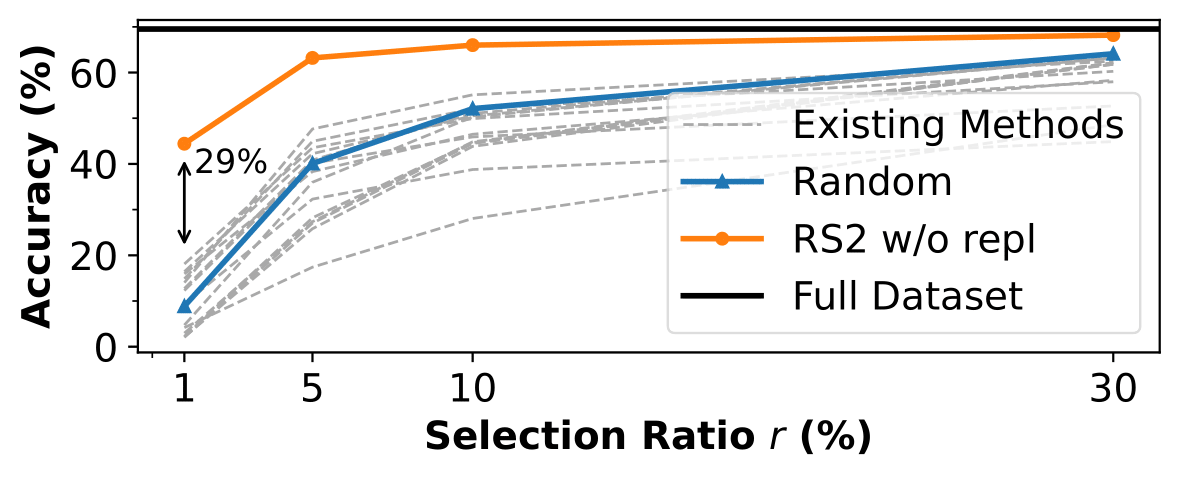 Accuracy (%)
60
40
20
0
29%
Existing Methods
Random
RS2 w/o repl
Full Dataset
1 5 10 30
Selection Ratio r (%)